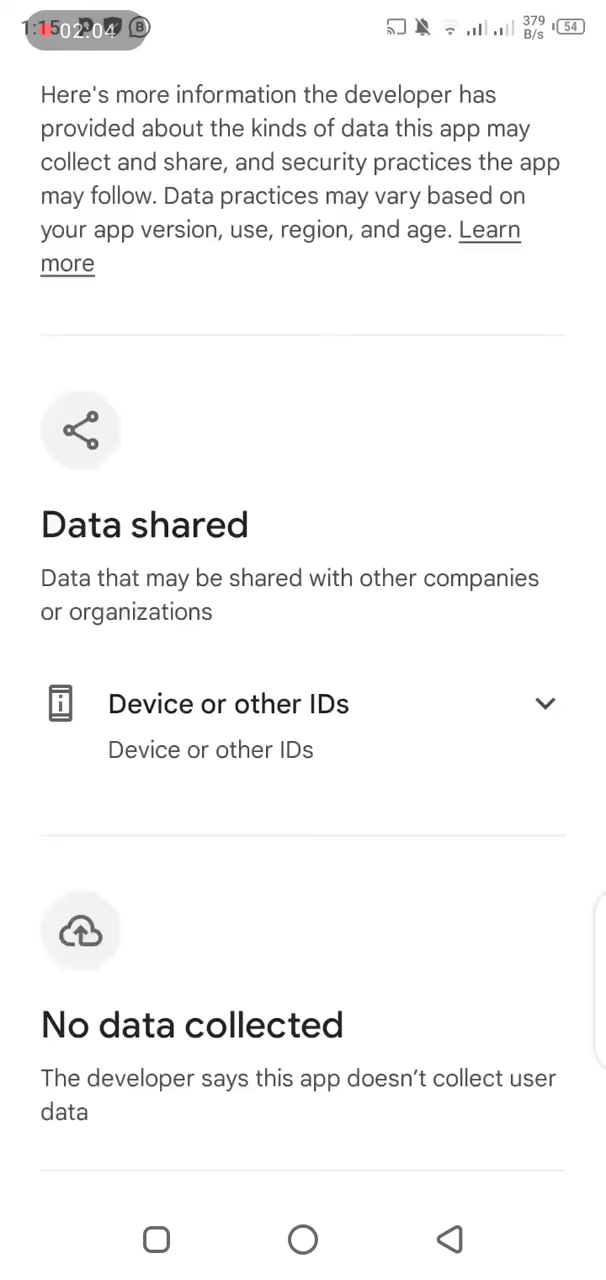 1:15 02:04
379
B/s
54
Here's more information the developer has
provided about the kinds of data this app may
collect and share, and security practices the app
may follow. Data practices may vary based on
your app version, use, region, and age. Learn
more
Data shared
Data that may be shared with other companies
or organizations
Device or other IDs
Device or other IDs
No data collected
The developer says this app doesn’t collect user
data